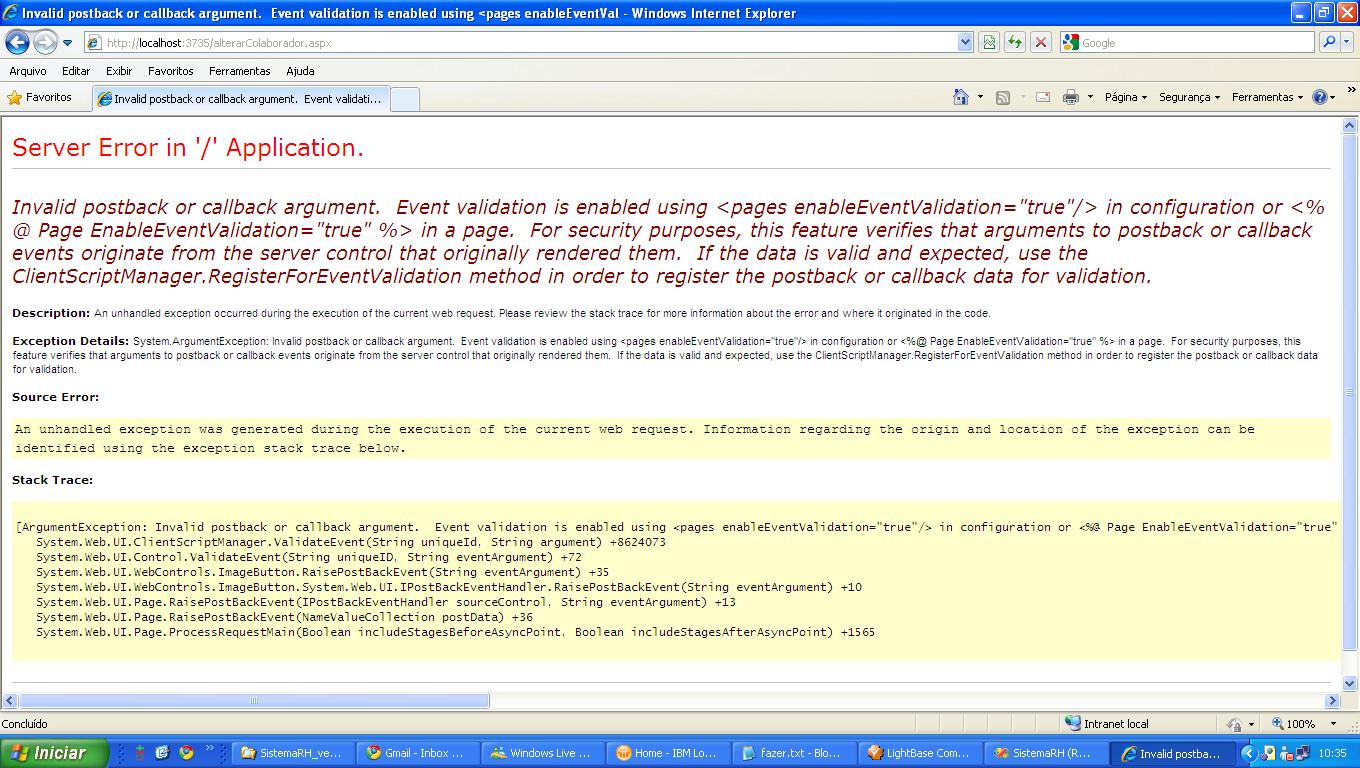 Invalid postback or callback argument.  Event validation is enabled using <pages enableEventVal - Windows Internet Explorer
http://localhost:3735/alterarColaborador.aspx
Google
Arquivo Editar Exibir Favoritos Ferramentas Ajuda
Favoritos Invalid postback or callback argument.  Event validati... Página Segurança Ferramentas
Server Error in '/' Application.
Invalid postback or callback argument.  Event validation is enabled using <pages enableEventValidation="true"/> in configuration or <%
@ Page EnableEventValidation="true" %> in a page.  For security purposes, this feature verifies that arguments to postback or callback
events originate from the server control that originally rendered them.  If the data is valid and expected, use the
ClientScriptManager.RegisterForEventValidation method in order to register the postback or callback data for validation.
Description: An unhandled exception occurred during the execution of the current web request. Please review the stack trace for more information about the error and where it originated in the code.
Exception Details: System.ArgumentException: Invalid postback or callback argument.  Event validation is enabled using <pages enableEventValidation="true"/> in configuration or <%@ Page EnableEventValidation="true" %> in a page.  For security purposes, this
feature verifies that arguments to postback or callback events originate from the server control that originally rendered them.  If the data is valid and expected, use the ClientScriptManager.RegisterForEventValidation method in order to register the postback or callback data
for validation.
Source Error:
An unhandled exception was generated during the execution of the current web request. Information regarding the origin and location of the exception can be
identified using the exception stack trace below.
Stack Trace:
[ArgumentException: Invalid postback or callback argument.  Event validation is enabled using <pages enableEventValidation="true"/> in configuration or <%@ Page EnableEventValidation="true"
System.Web.UI.ClientScriptManager.ValidateEvent(String uniqueId, String argument) +8624073
System.Web.UI.Control.ValidateEvent(String uniqueID, String eventArgument) +72
System.Web.UI.WebControls.ImageButton.RaisePostBackEvent(String eventArgument) +35
System.Web.UI.WebControls.ImageButton.System.Web.UI.IPostBackEventHandler.RaisePostBackEvent(String eventArgument) +10
System.Web.UI.Page.RaisePostBackEvent(IPostBackEventHandler sourceControl, String eventArgument) +13
System.Web.UI.Page.RaisePostBackEvent(NameValueCollection postData) +36
System.Web.UI.Page.ProcessRequestMain(Boolean includeStagesBeforeAsyncPoint, Boolean includeStagesAfterAsyncPoint) +1565
Concluído Intranet local 100%
Iniciar SistemaRH_ve... Gmail - Inbox ... Windows Live ... Home - IBM Lo... fazer.txt - Blo... LightBase Com... SistemaRH (R... Invalid postba... 10:35